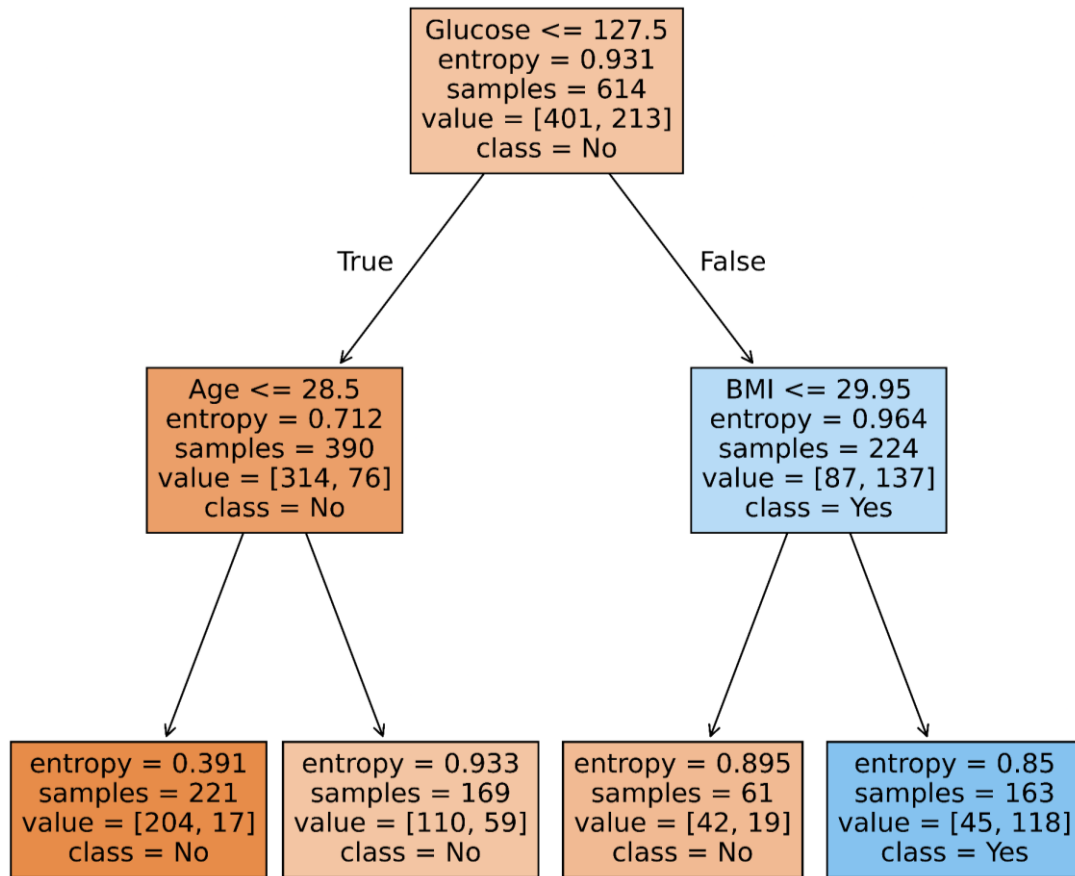 Glucose <= 127.5
entropy = 0.931
samples = 614
value = [401, 213]
class = No
True
False
Age <= 28.5
entropy = 0.712
samples = 390
value = [314, 76]
class = No
BMI <= 29.95
entropy = 0.964
samples = 224
value = [87, 137]
class = Yes
entropy = 0.391
samples = 221
value = [204, 17]
class = No
entropy = 0.933
samples = 169
value = [110, 59]
class = No
entropy = 0.895
samples = 61
value = [42, 19]
class = No
entropy = 0.85
samples = 163
value = [45, 118]
class = Yes